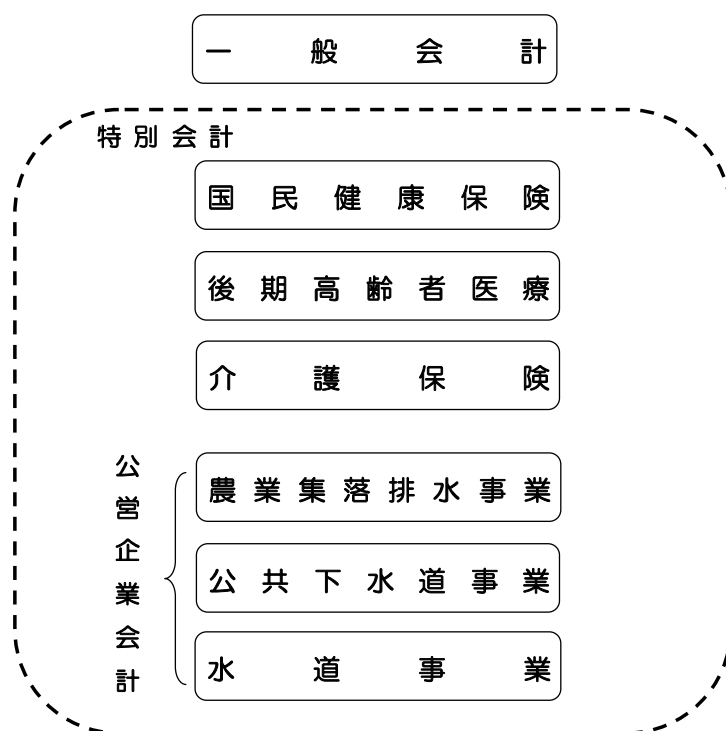 一般会計
特別会計
国民健康保険
後期高齢者医療
介護保険
公営企業会計
農業集落排水事業
公共下水道事業
水道事業